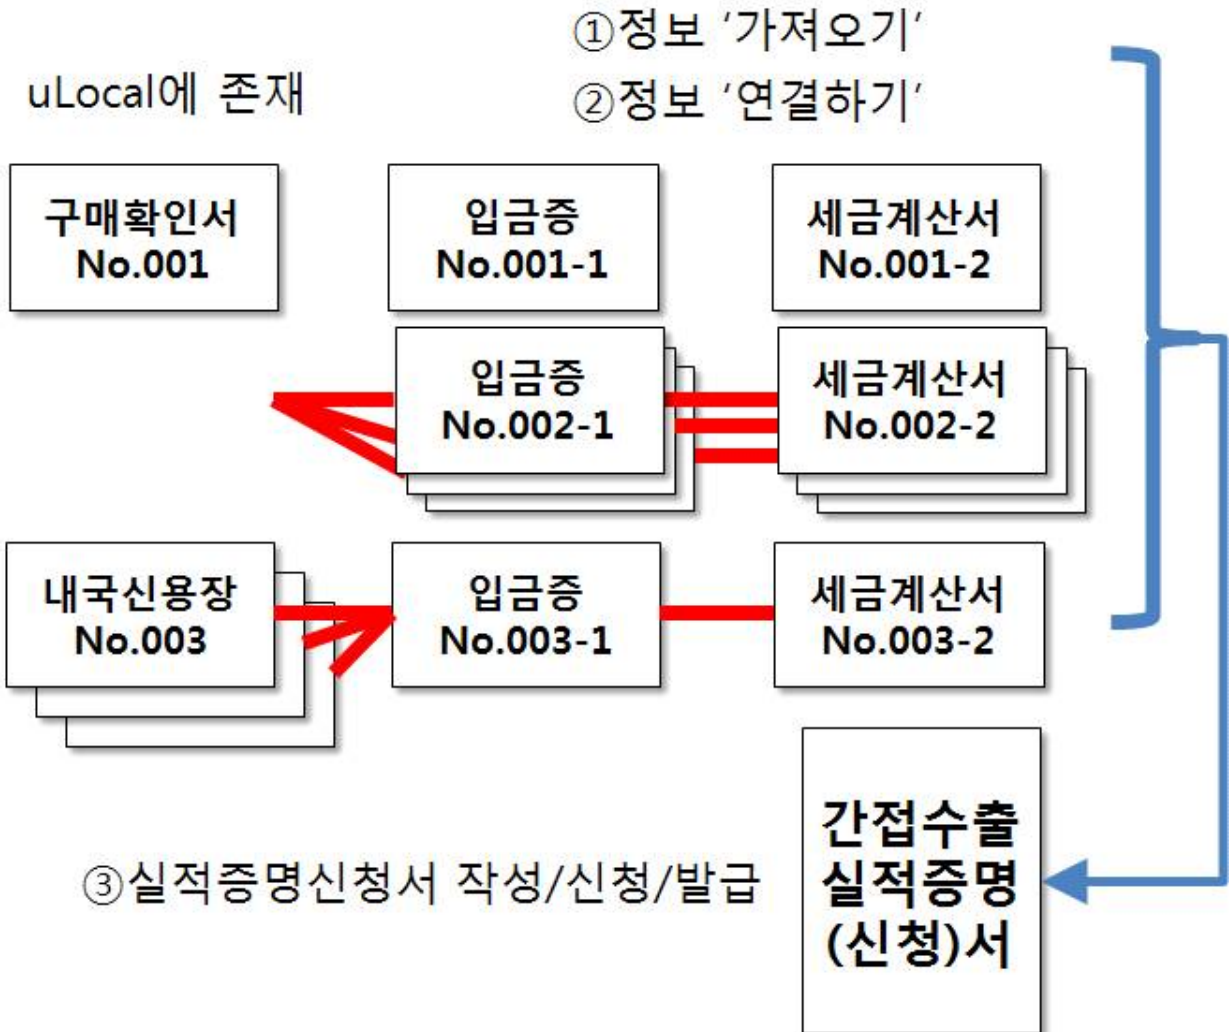 ①정보 ‘가져오기’
uLocal에 존재
②정보 ‘연결하기’
구매확인서
No.001
입금증
No.001-1
세금계산서
No.001-2
입금증
No.002-1
세금계산서
No.002-2
내국신용장
No.003
입금증
No.003-1
세금계산서
No.003-2
③실적증명신청서 작성/신청/발급
간접수출
실적증명
(신청)서